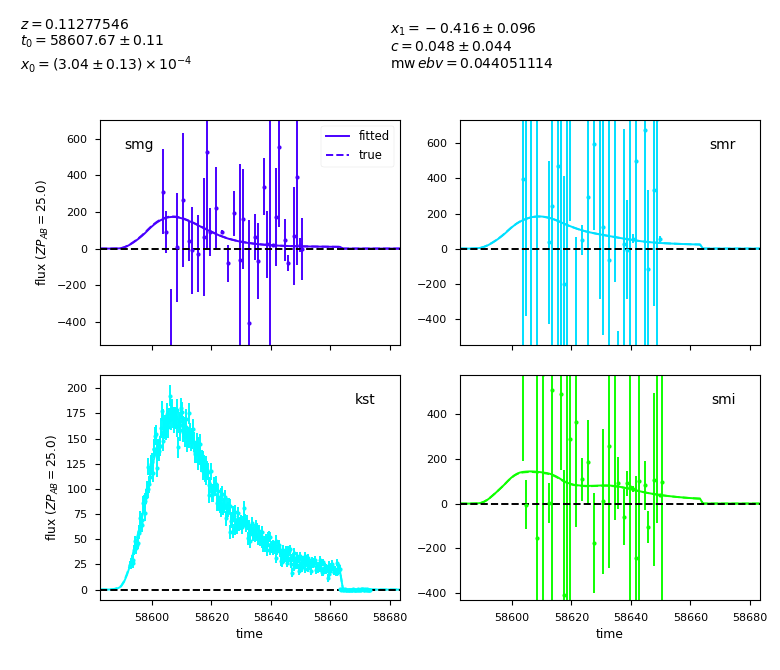 z = 0.11277546
t0 = 58607.67 ± 0.11
x0 = (3.04 ± 0.13) × 10⁻⁴
x1 = −0.416 ± 0.096
c = 0.048 ± 0.044
mw ebv = 0.044051114
smg
fitted
true
600
400
200
0
−200
−400
flux (ZP_AB = 25.0)
smr
600
400
200
0
−200
−400
kst
200
175
150
125
100
75
50
25
0
flux (ZP_AB = 25.0)
58600 58620 58640 58660 58680
time
smi
400
200
0
−200
−400
58600 58620 58640 58660 58680
time